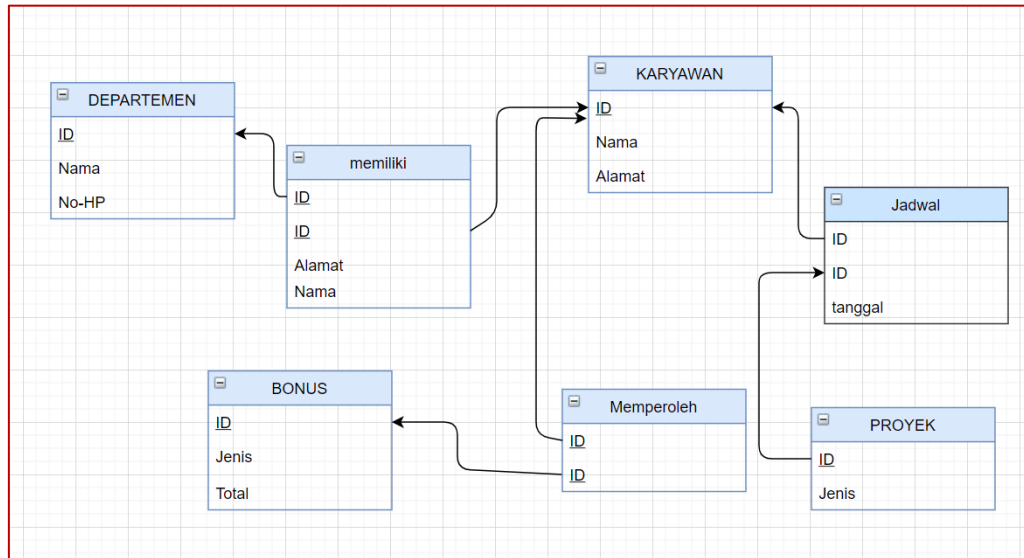 DEPARTEMEN
ID
Nama
No-HP
memiliki
ID
ID
Alamat
Nama
KARYAWAN
ID
Nama
Alamat
Jadwal
ID
ID
tanggal
BONUS
ID
Jenis
Total
Memperoleh
ID
ID
PROYEK
ID
Jenis